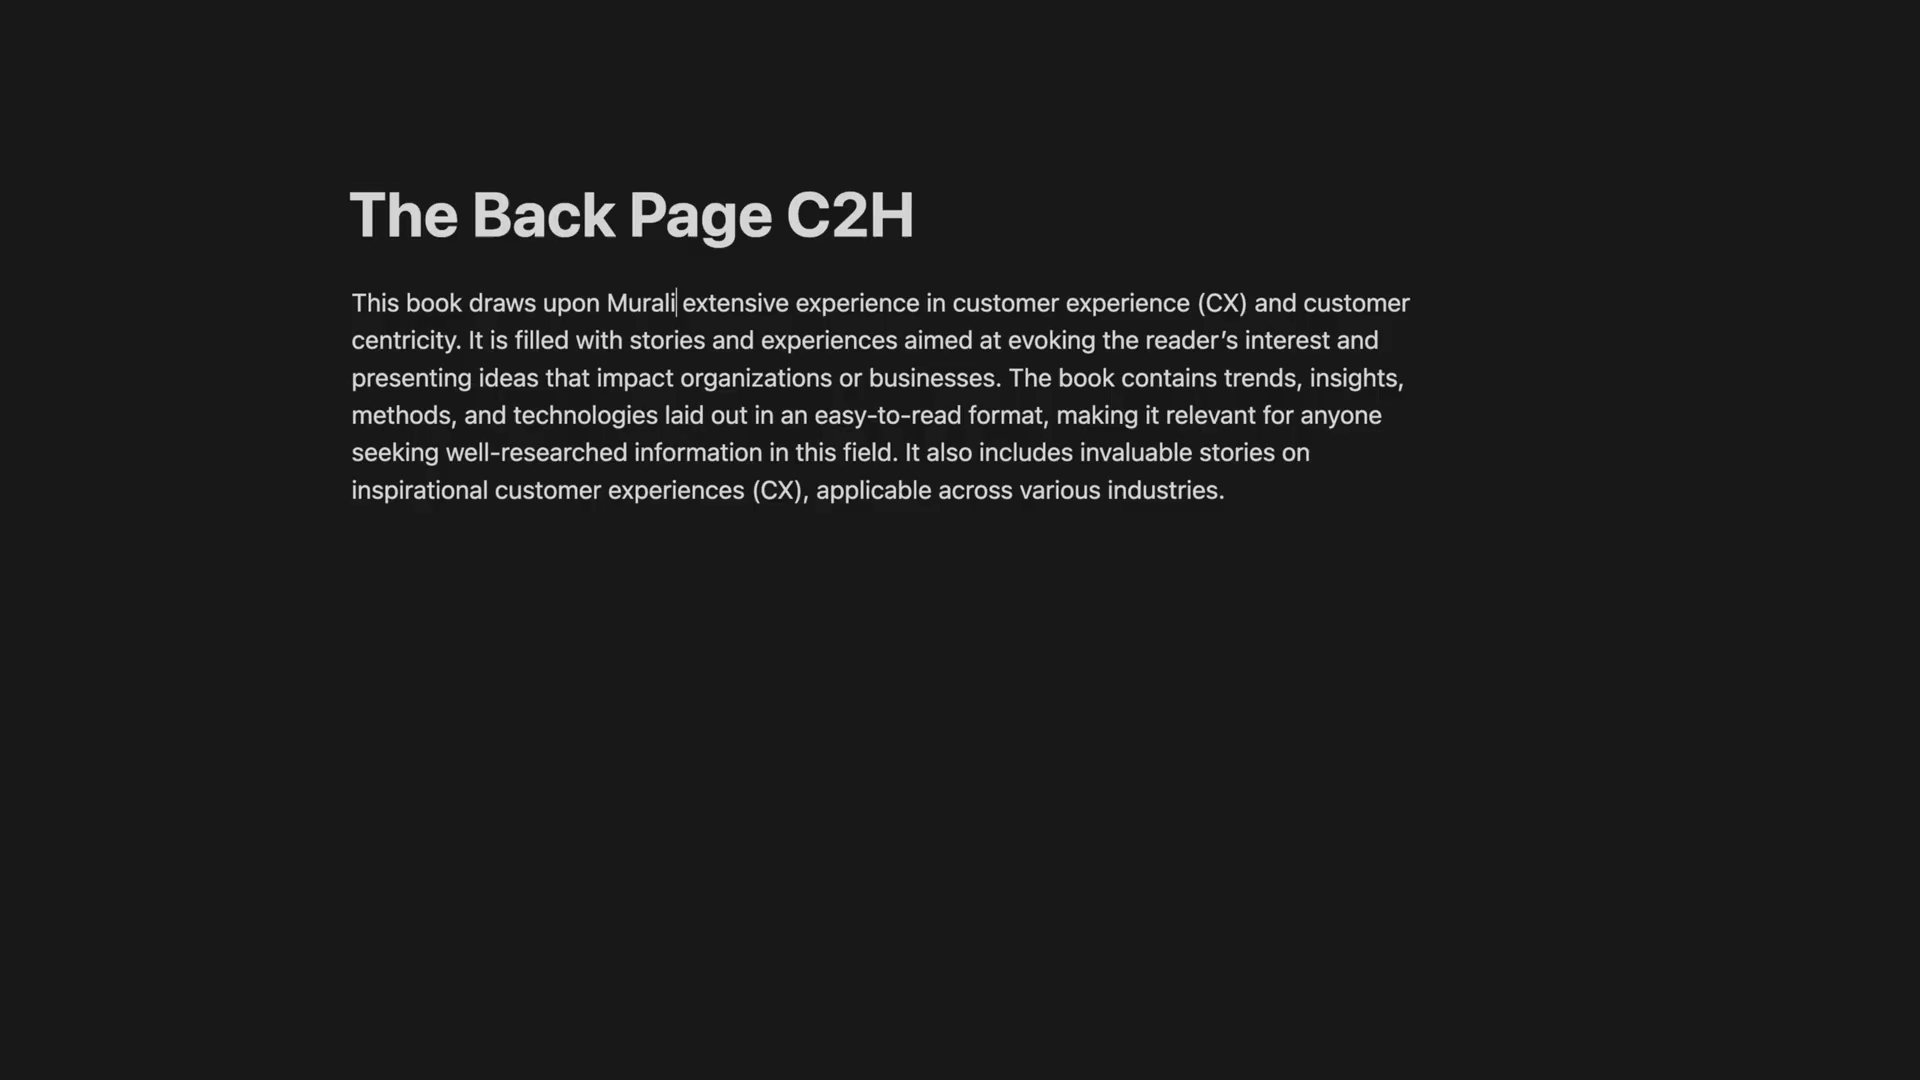 The Back Page C2H
This book draws upon Murali extensive experience in customer experience (CX) and customer
centricity. It is filled with stories and experiences aimed at evoking the reader’s interest and
presenting ideas that impact organizations or businesses. The book contains trends, insights,
methods, and technologies laid out in an easy-to-read format, making it relevant for anyone
seeking well-researched information in this field. It also includes invaluable stories on
inspirational customer experiences (CX), applicable across various industries.